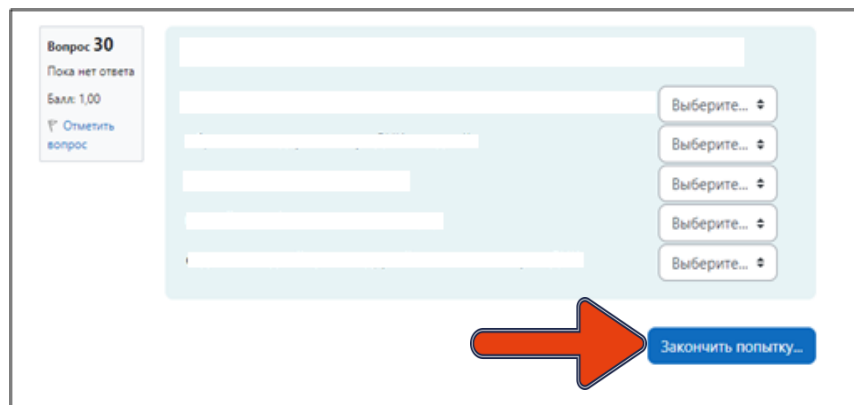 Вопрос 30
Пока нет ответа
Балл: 1,00
Отметить
вопрос
Выберите...
Выберите...
Выберите...
Выберите...
Выберите...
Закончить попытку...